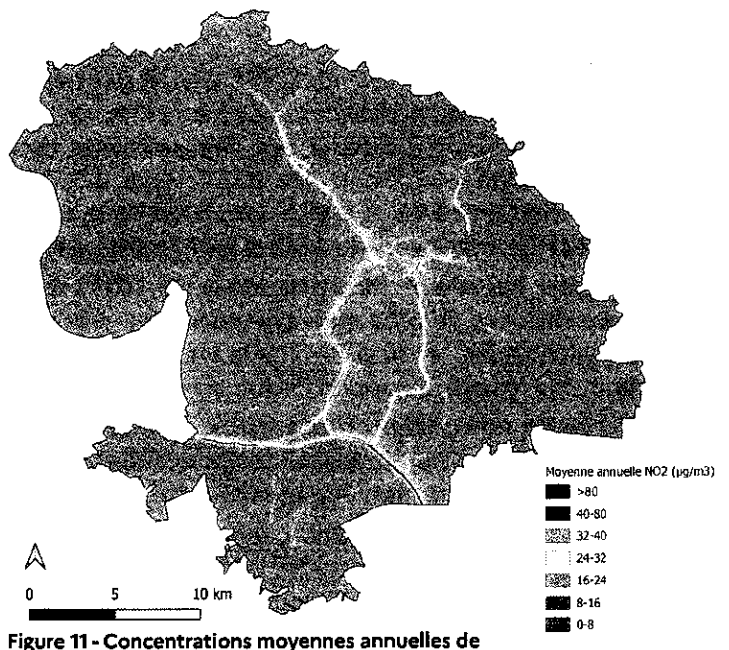 Moyenne annuelle NO2 (µg/m3)
>80
40-80
32-40
24-32
16-24
8-16
0-8
0 5 10 km
Figure 11 - Concentrations moyennes annuelles de